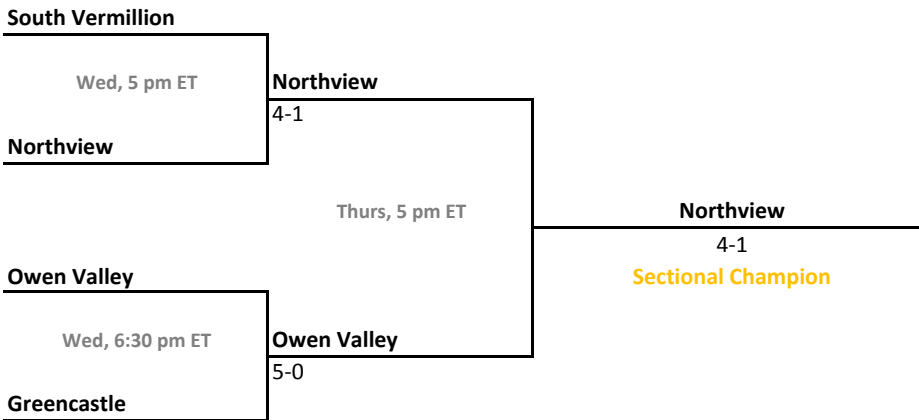 South Vermillion
Wed, 5 pm ET
Northview
4-1
Northview
Thurs, 5 pm ET
Northview
4-1
Sectional Champion
Owen Valley
Wed, 6:30 pm ET
Owen Valley
5-0
Greencastle